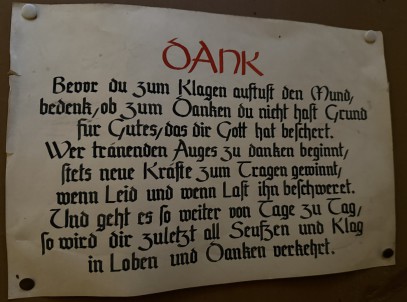 DANK
Bevor du zum Klagen auftust den Mund,
bedenk, ob zum Danken du nicht hast Grund
für Gutes, das dir Gott hat beschert.
Wer tränenden Auges zu danken beginnt,
stets neue Kräfte zum Tragen gewinnt,
wenn Leid und wenn Last ihn beschweret.
Und geht es so weiter von Tage zu Tag,
so wird dir zuletzt all Seufzen und Klag
in Loben und Danken verkehrt.